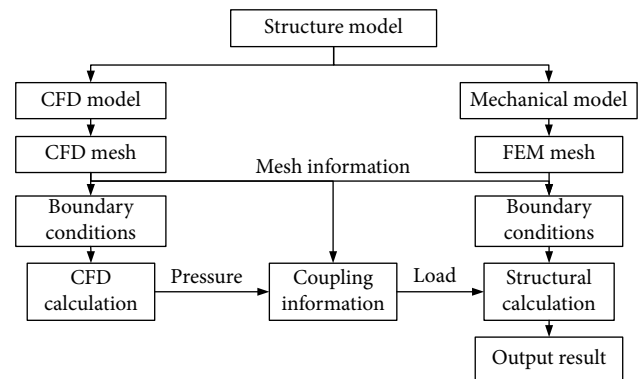 Structure model
CFD model
Mechanical model
CFD mesh
FEM mesh
Mesh information
Boundary
conditions
Boundary
conditions
CFD
calculation
Pressure
Coupling
information
Load
Structural
calculation
Output result